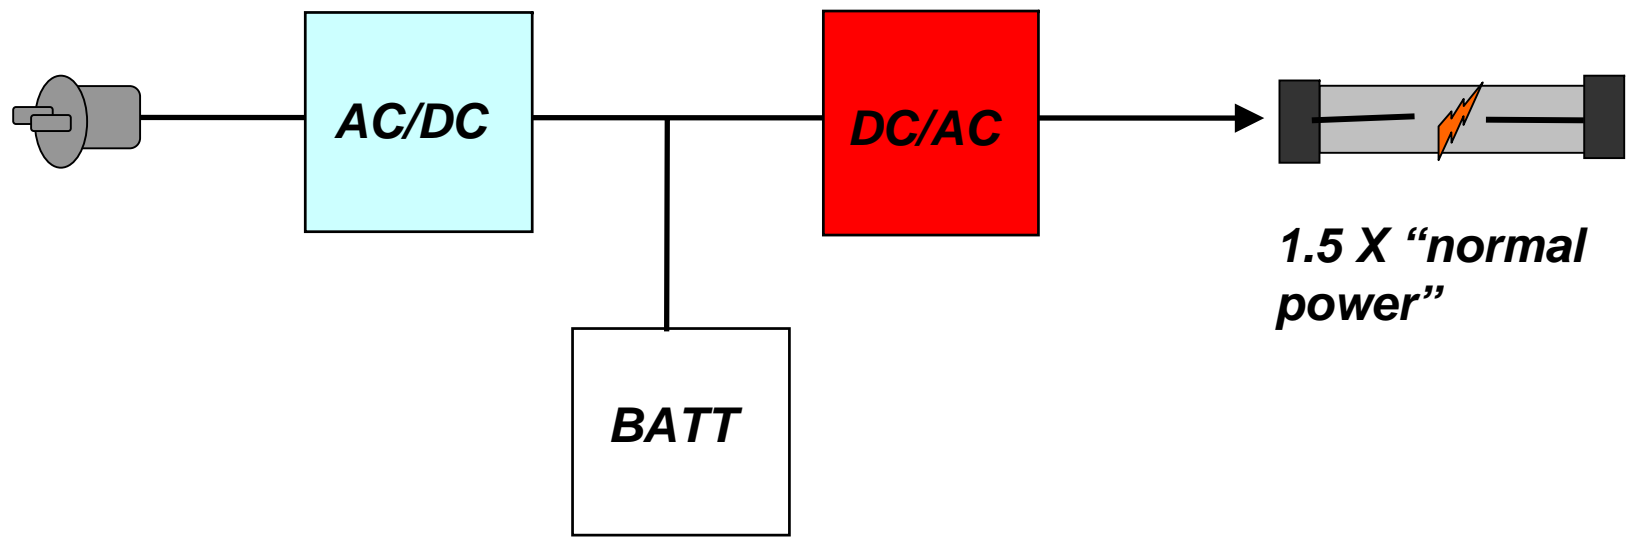 AC/DC
DC/AC
1.5 X “normal
power”
BATT